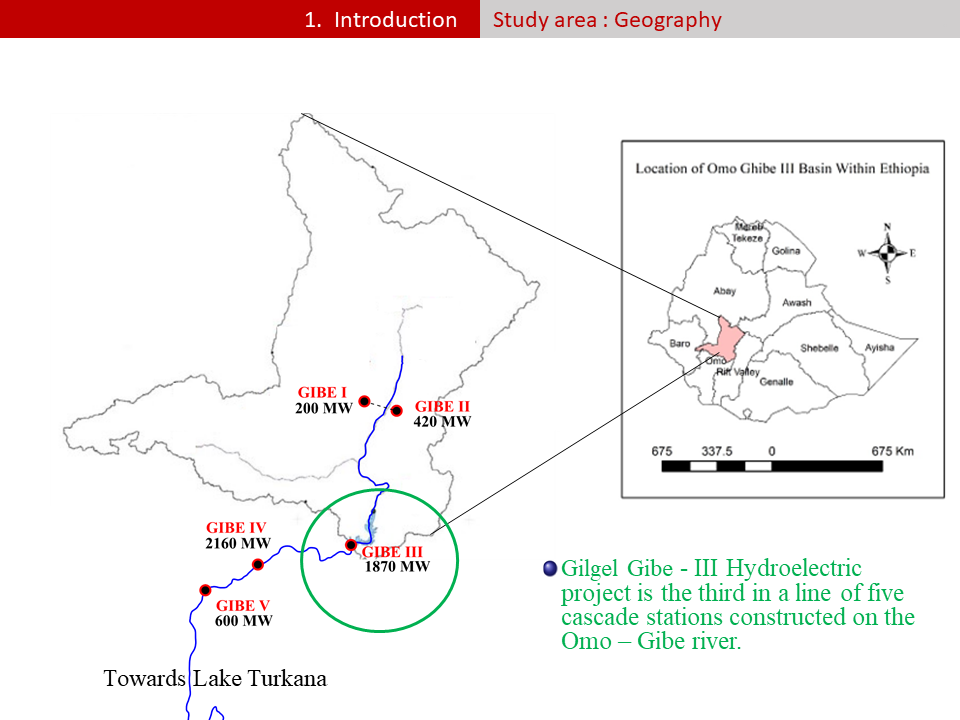 1. Introduction
Study area : Geography
Location of Omo Ghibe III Basin Within Ethiopia
Mereb
Tekeze
Golina
N
W
E
S
Abay
Awash
Baro
Shebelle
Ayisha
Omo
Rift Valley
Genalle
675 337.5 0 675 Km
GIBE I
200 MW
GIBE II
420 MW
GIBE IV
2160 MW
GIBE III
1870 MW
GIBE V
600 MW
Gilgel Gibe - III Hydroelectric
project is the third in a line of five
cascade stations constructed on the
Omo – Gibe river.
Towards Lake Turkana